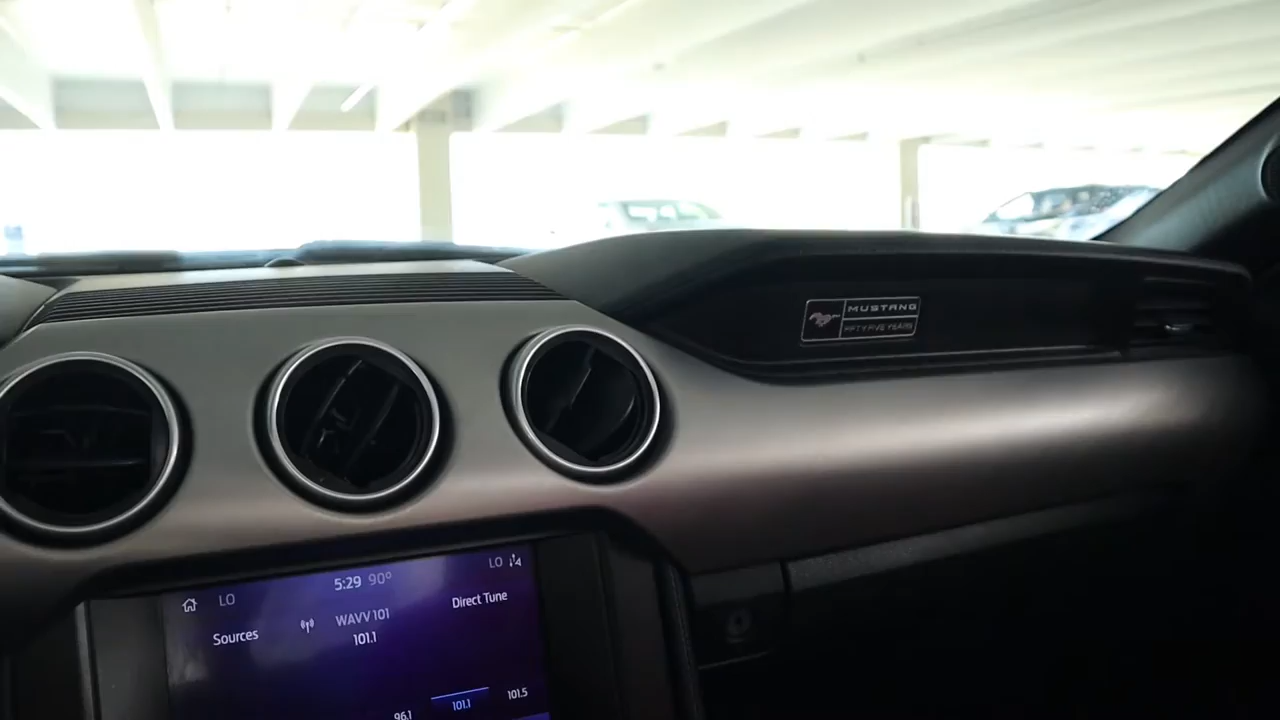 MUSTANG
FIFTY FIVE YEARS
LO
5:29 90°
LO
Sources
WAVV 101
101.1
Direct Tune
96.1
101.1
101.5